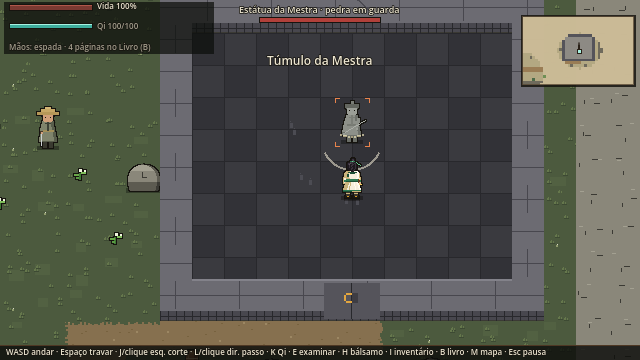 Estátua da Mestra · pedra em guarda
Vida 100%
Qi 100/100
Mãos: espada · 4 páginas no Livro (B)
Túmulo da Mestra
WASD andar · Espaço travar · J/clique esq. corte · L/clique dir. passo · K Qi · E examinar · H bálsamo · I inventário · B livro · M mapa · Esc pausa